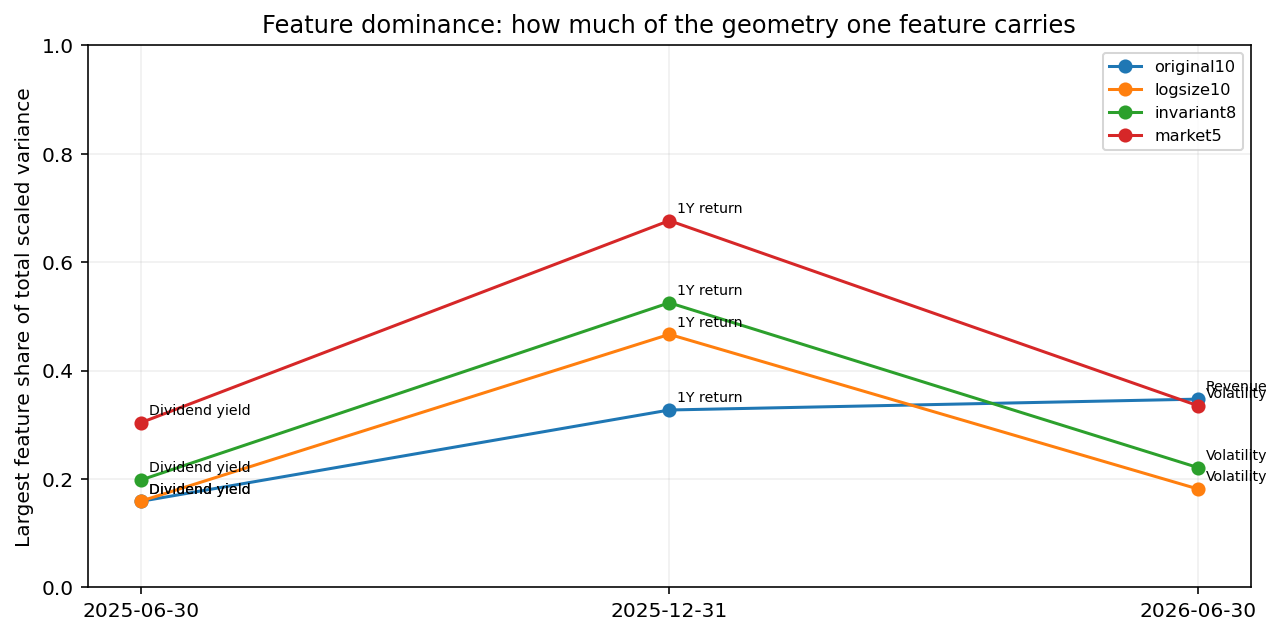 Feature dominance: how much of the geometry one feature carries
Largest feature share of total scaled variance
1.0
0.8
0.6
0.4
0.2
0.0
original10
logsize10
invariant8
market5
1Y return
1Y return
1Y return
1Y return
Revenue
Volatility
Dividend yield
Dividend yield
Dividend yield
Dividend yield
Volatility
Volatility
2025-06-30
2025-12-31
2026-06-30